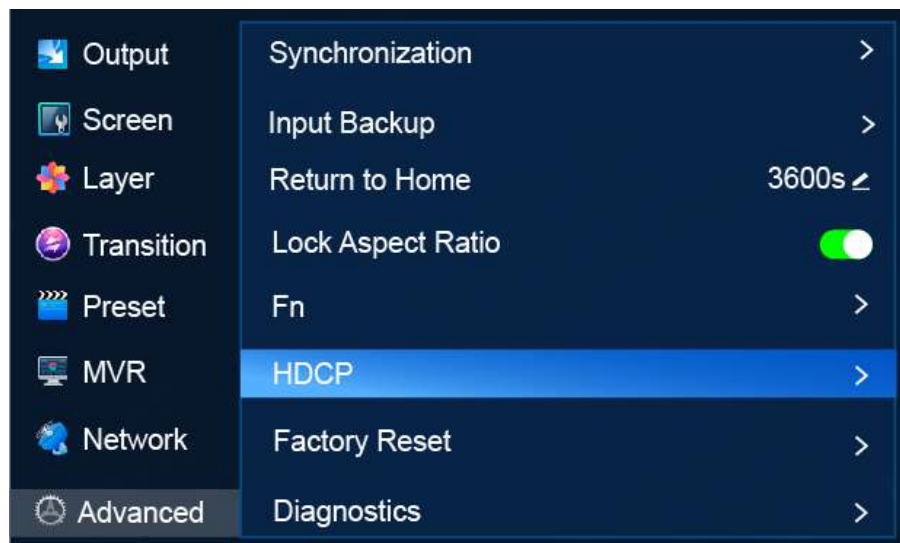 Output
Screen
Layer
Transition
Preset
MVR
Network
Advanced
Synchronization >
Input Backup >
Return to Home 3600s
Lock Aspect Ratio
Fn >
HDCP >
Factory Reset >
Diagnostics >